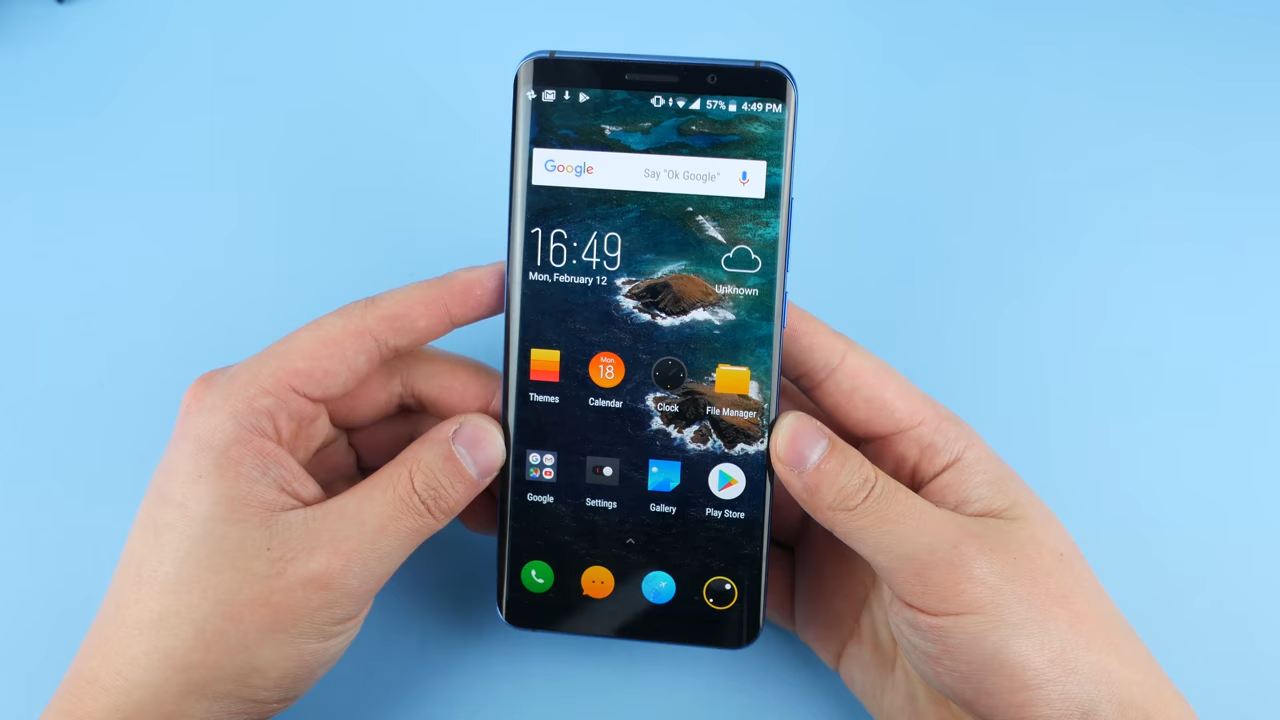 57% 4:49 PM
Google Say "Ok Google"
16:49
Mon, February 12
Unknown
Mon.
18
Themes Calendar Clock File Manager
G
Google Settings Gallery Play Store